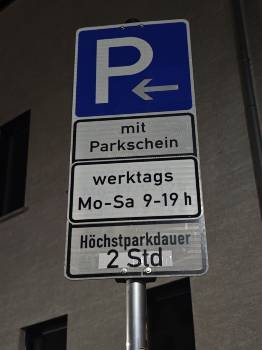 P
mit
Parkschein
werktags
Mo-Sa 9-19 h
Höchstparkdauer
2 Std